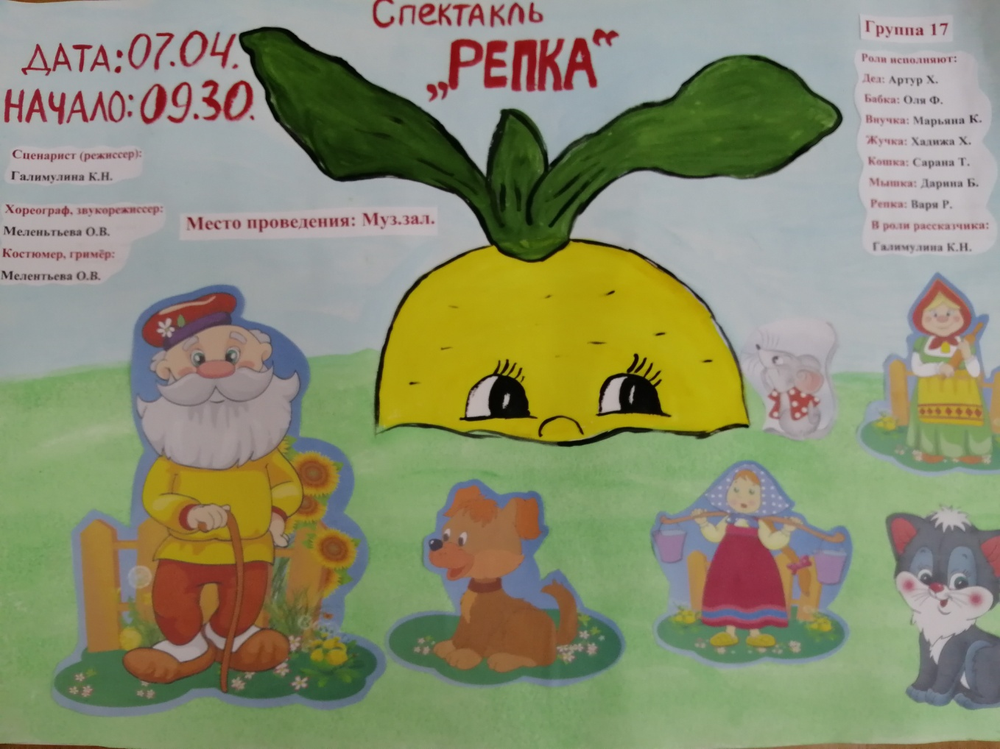 Спектакль
„РЕПКА“
ДАТА: 07.04.
НАЧАЛО: 09.30.
Сценарист (режиссер):
Галимулина К.Н.
Хореограф, звукорежиссер:
Меленьтьева О.В.
Костюмер, гримёр:
Мелентьева О.В.
Место проведения: Муз.зал.
Группа 17
Роли исполняют:
Дед: Артур Х.
Бабка: Оля Ф.
Внучка: Марьяна К.
Жучка: Хадижа Х.
Кошка: Сарана Т.
Мышка: Дарина Б.
Репка: Варя Р.
В роли рассказчика:
Галимулина К.Н.